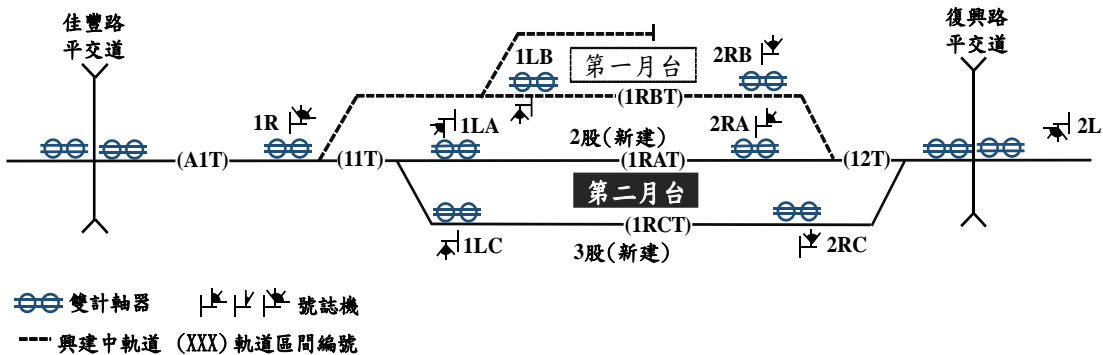 佳豐路
平交道
復興路
平交道
1LB
第一月台
2RB
(1RBT)
1R
1LA
2股(新建)
2RA
2L
(A1T)
(11T)
(1RAT)
(12T)
第二月台
(1RCT)
1LC
3股(新建)
2RC
雙計軸器
號誌機
興建中軌道 (XXX)軌道區間編號